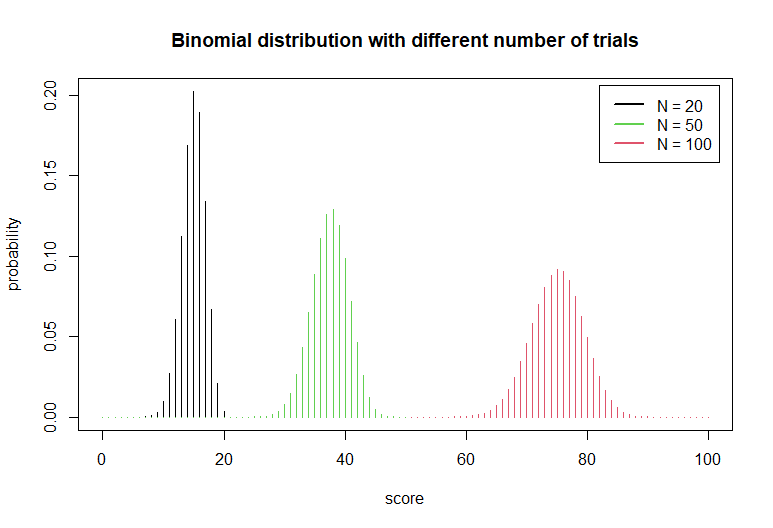 Binomial distribution with different number of trials
N = 20
N = 50
N = 100
probability
0.20
0.15
0.10
0.05
0.00
0 20 40 60 80 100
score